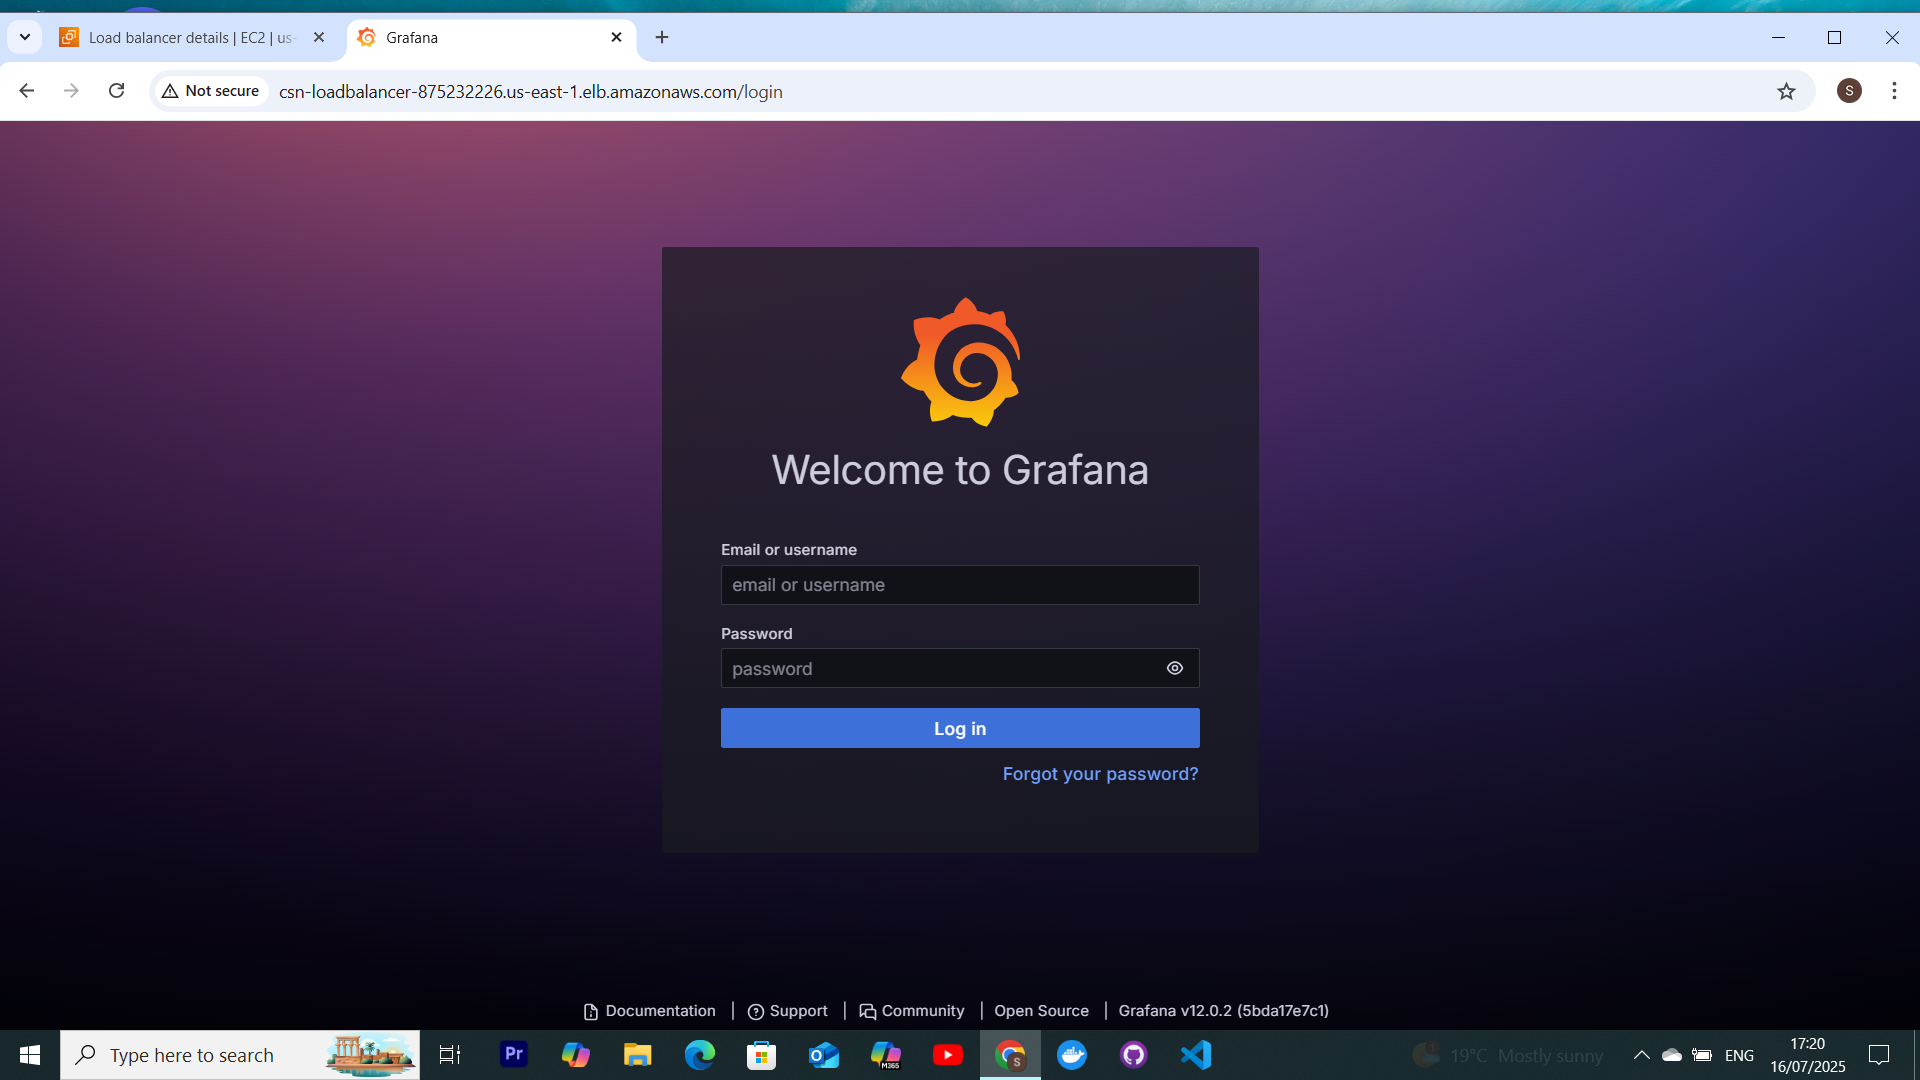 Load balancer details | EC2 | us-
Grafana
Not secure
csn-loadbalancer-875232226.us-east-1.elb.amazonaws.com/login
S
Welcome to Grafana
Email or username
email or username
Password
password
Log in
Forgot your password?
Documentation | Support | Community | Open Source | Grafana v12.0.2 (5bda17e7c1)
Type here to search
Pr
M365
S
1
19°C Mostly sunny
ENG
17:20
16/07/2025